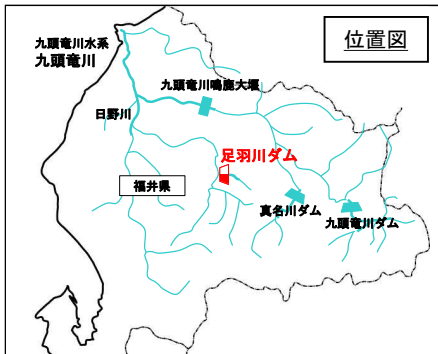 位置図
九頭竜川水系
九頭竜川
九頭竜川鳴鹿大堰
日野川
足羽川ダム
福井県
真名川ダム
九頭竜川ダム